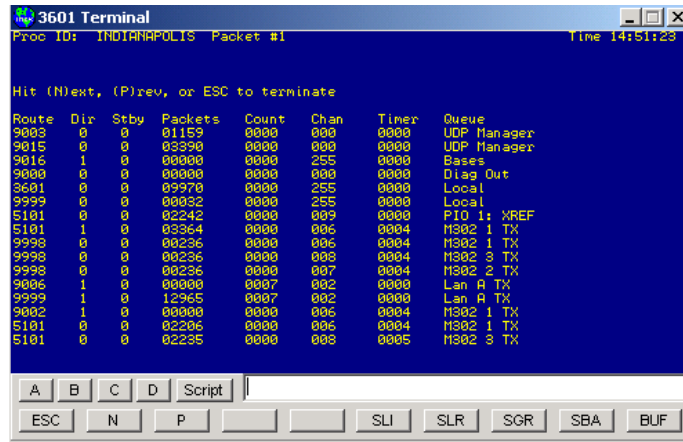 3601 Terminal
Proc ID: INDIANAPOLIS Packet #1 Time 14:51:23
Hit (N)ext, (P)rev, or ESC to terminate
Route Dir Stby Packets Count Chan Timer Queue
9003 0 0 01159 0000 000 0000 UDP Manager
9015 0 0 03390 0000 000 0000 UDP Manager
9016 1 0 00000 0000 255 0000 Bases
9000 0 0 00000 0000 000 0000 Diag Out
3601 0 0 09970 0000 255 0000 Local
9999 0 0 00032 0000 255 0000 Local
5101 0 0 02242 0000 009 0000 PIO 1: XREF
5101 1 0 03364 0000 006 0004 M302 1 TX
9998 0 0 00236 0000 006 0004 M302 1 TX
9998 0 0 00236 0000 008 0004 M302 3 TX
9998 0 0 00236 0000 007 0004 M302 2 TX
9006 1 0 00000 0007 002 0000 Lan A TX
9999 1 0 12965 0007 002 0000 Lan A TX
9002 1 0 00000 0000 006 0004 M302 1 TX
5101 0 0 02206 0000 006 0004 M302 1 TX
5101 0 0 02235 0000 008 0005 M302 3 TX
A B C D Script
ESC N P SLI SLR SGR SBA BUF